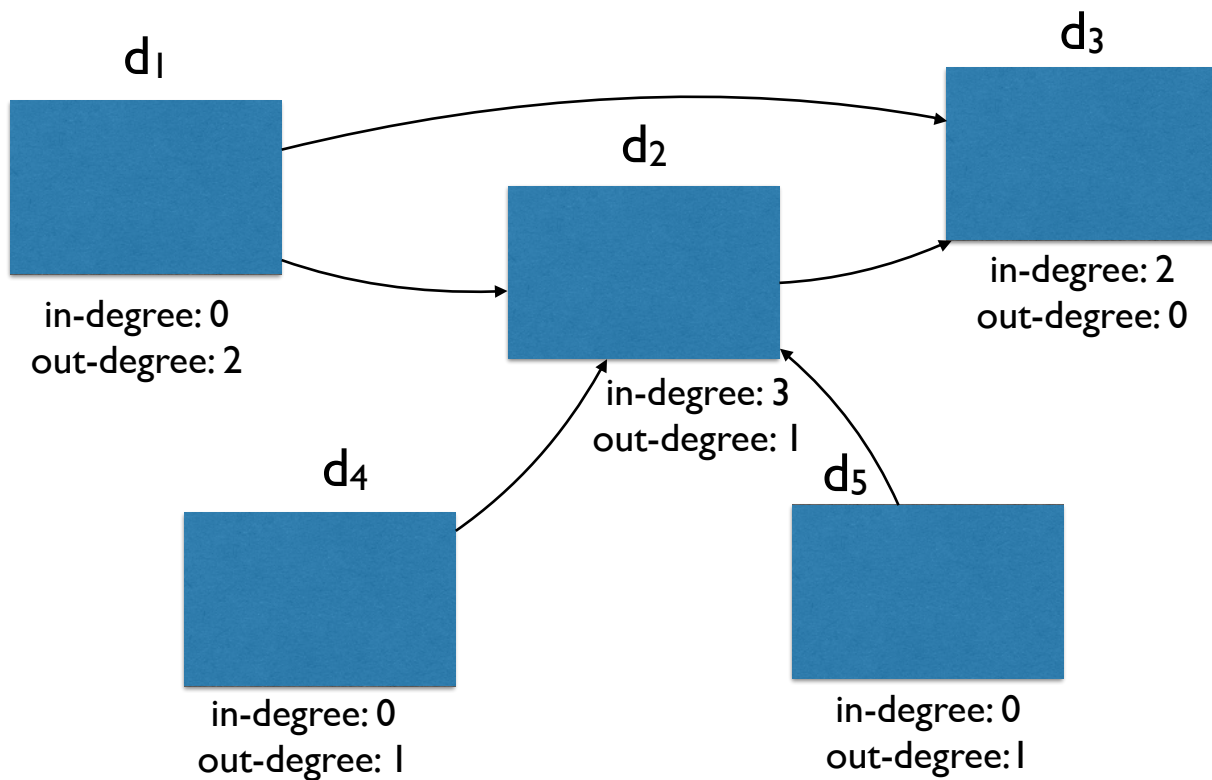 d₁
in-degree: 0
out-degree: 2
d₂
in-degree: 3
out-degree: 1
d₃
in-degree: 2
out-degree: 0
d₄
in-degree: 0
out-degree: 1
d₅
in-degree: 0
out-degree:1